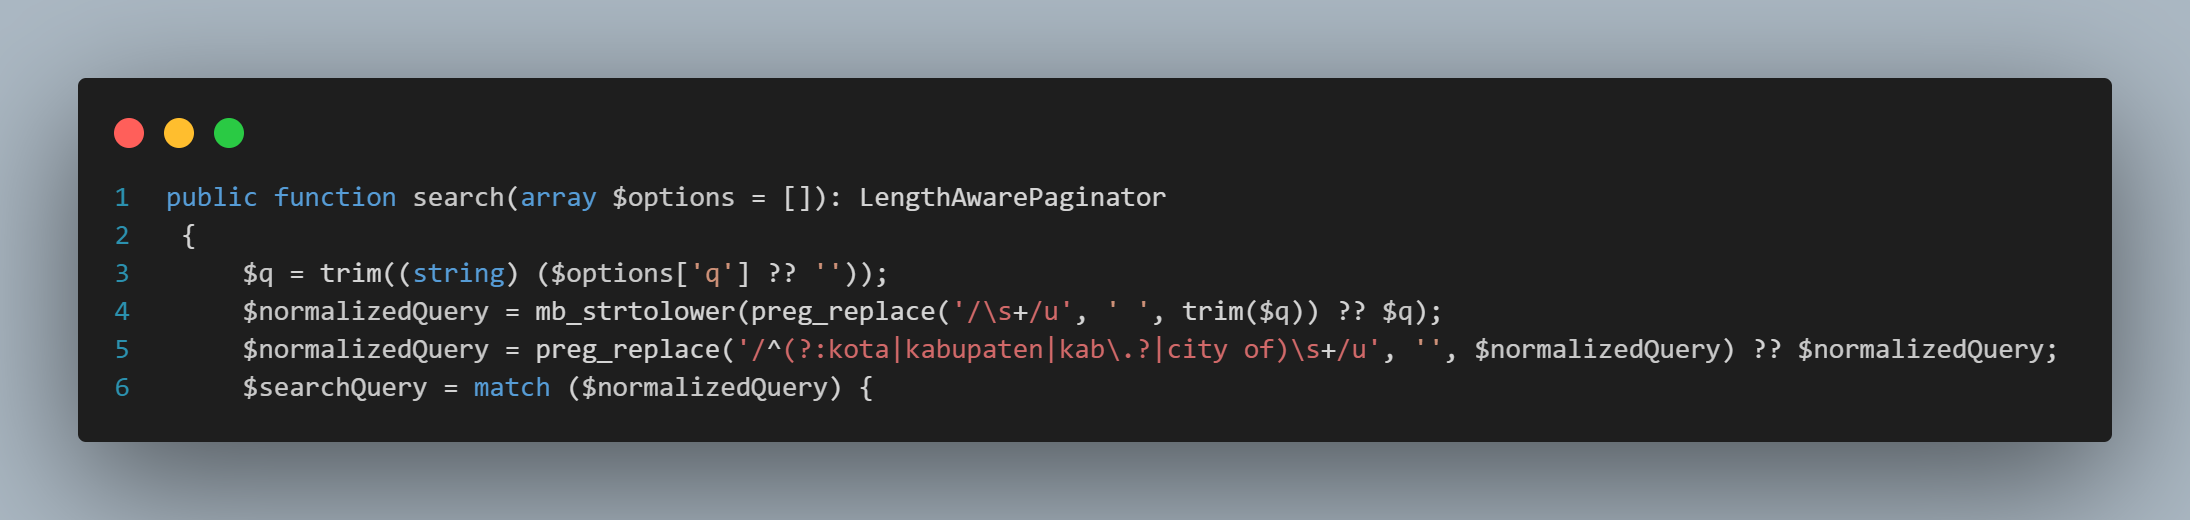 1 public function search(array $options = []): LengthAwarePaginator
2 {
3 $q = trim((string) ($options['q'] ?? ''));
4 $normalizedQuery = mb_strtolower(preg_replace('/\s+/u', ' ', trim($q)) ?? $q);
5 $normalizedQuery = preg_replace('/^(?:kota|kabupaten|kab\.?|city of)\s+/u', '', $normalizedQuery) ?? $normalizedQuery;
6 $searchQuery = match ($normalizedQuery) {